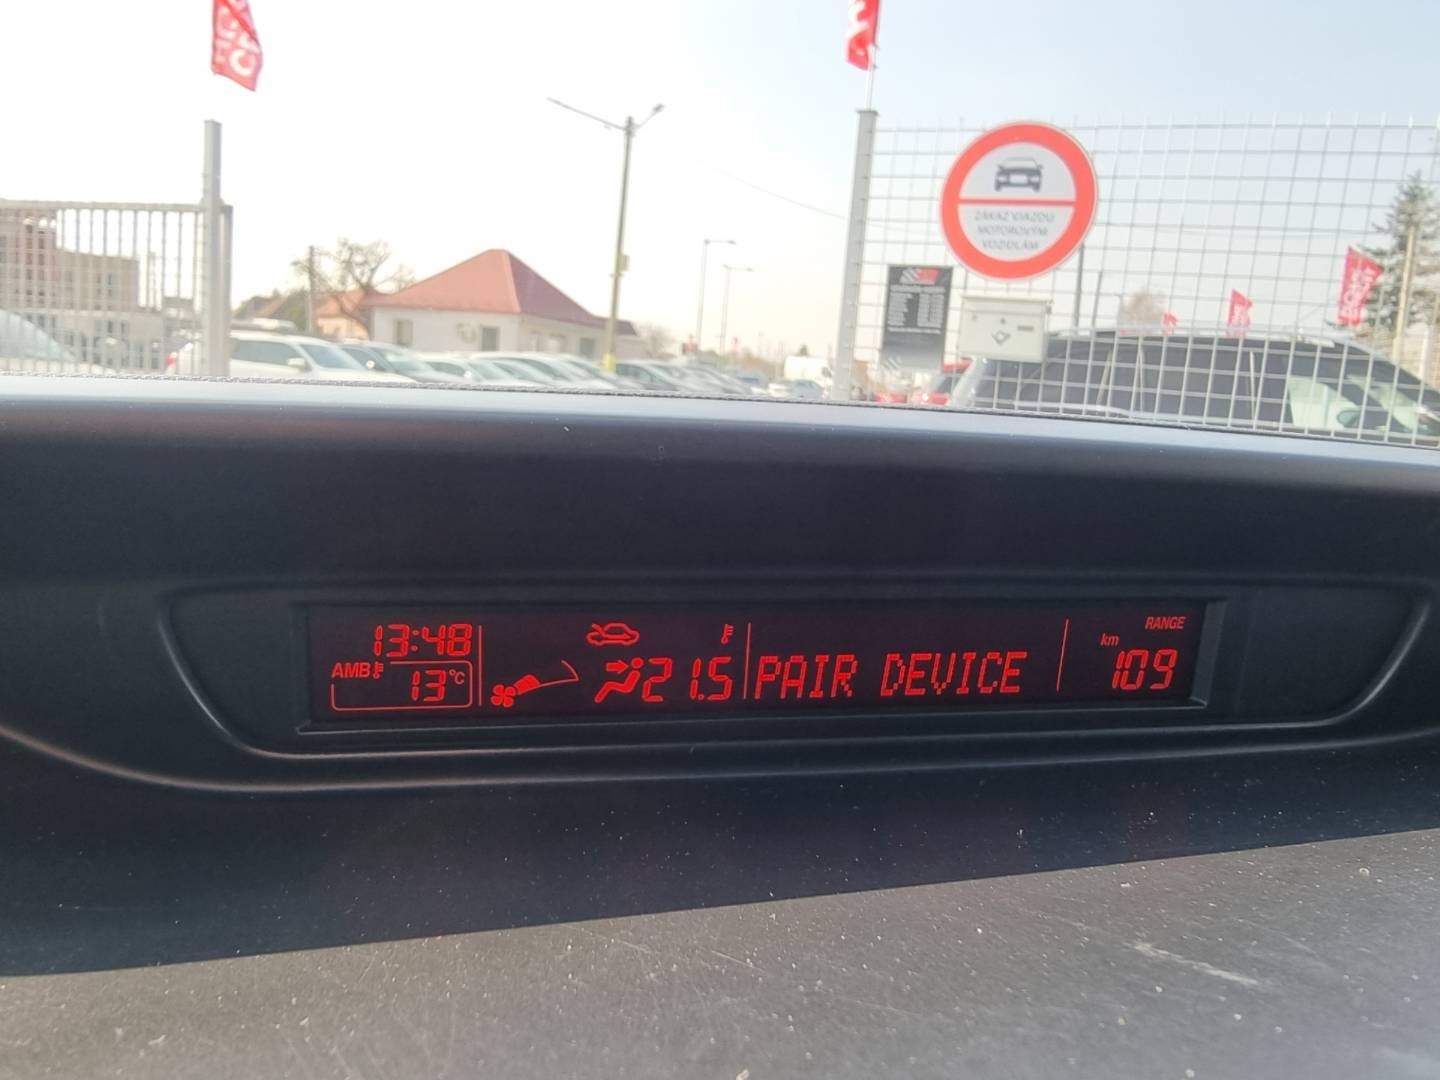 ZÁKAZ VJAZDU
MOTOROVÝM
VOZIDLÁM
13:48
AMB
13°C
21.5
PAIR DEVICE
RANGE
km
109